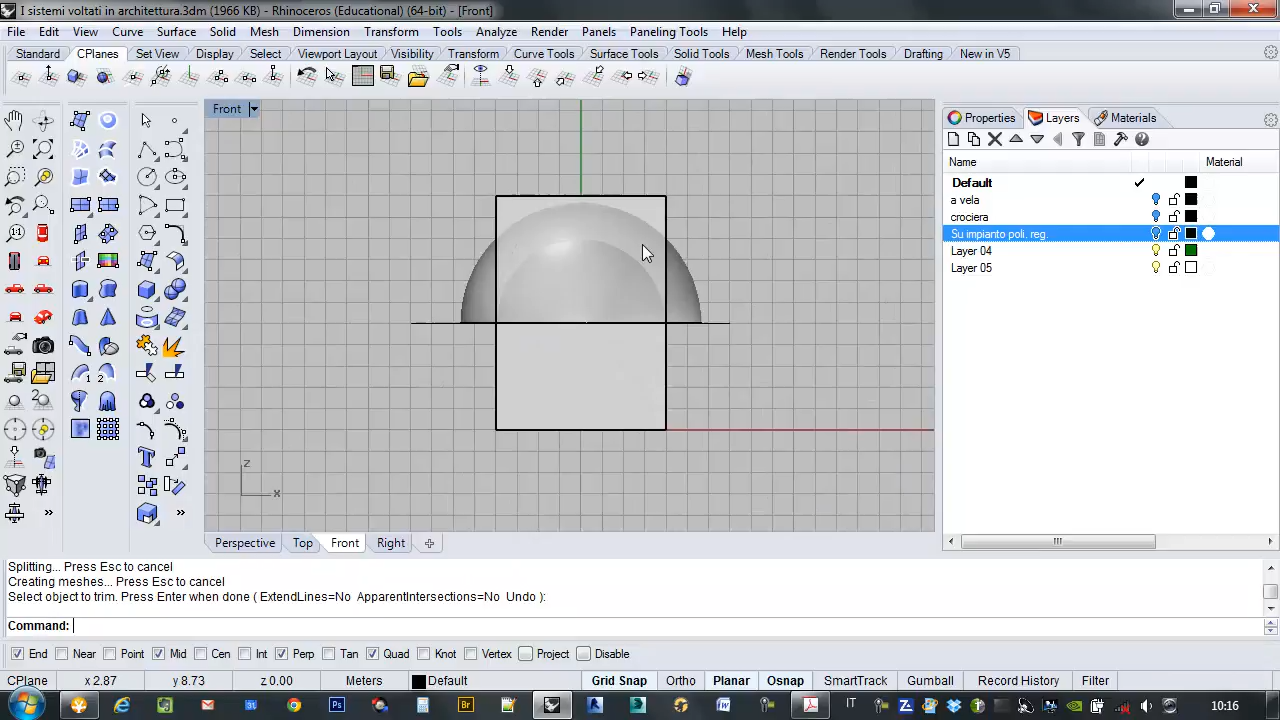 I sistemi voltati in architettura.3dm (1966 KB) - Rhinoceros (Educational) (64-bit) - [Front]
File Edit View Curve Surface Solid Mesh Dimension Transform Tools Analyze Render Panels Paneling Tools Help
Standard CPlanes Set View Display Select Viewport Layout Visibility Transform Curve Tools Surface Tools Solid Tools Mesh Tools Render Tools Drafting New in V5
Front
Properties Layers Materials
Name Material
Default
a vela
crociera
Su impianto poli. reg.
Layer 04
Layer 05
z
x
Perspective Top Front Right
Splitting... Press Esc to cancel
Creating meshes... Press Esc to cancel
Select object to trim. Press Enter when done ( ExtendLines=No ApparentIntersections=No Undo ):
Command:
End Near Point Mid Cen Int Perp Tan Quad Knot Vertex Project Disable
CPlane x 2.87 y 8.73 z 0.00 Meters Default Grid Snap Ortho Planar Osnap SmartTrack Gumball Record History Filter
IT 10:16